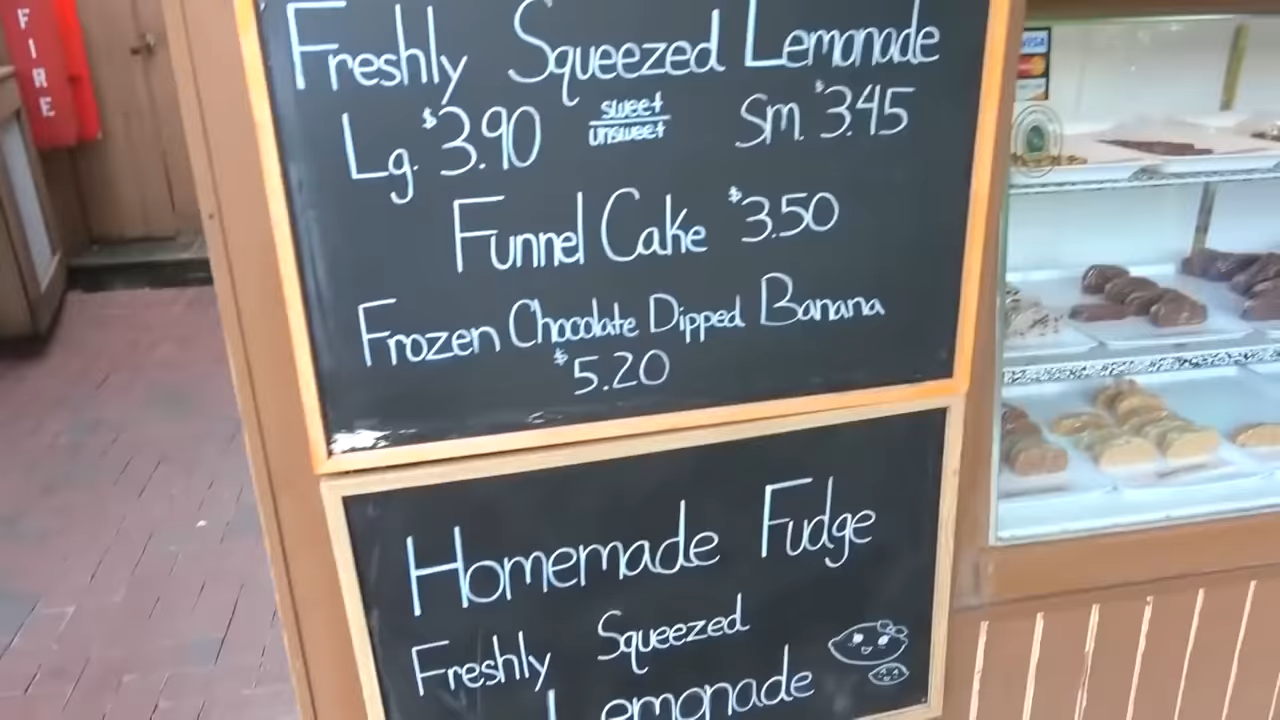 FIRE
Freshly Squeezed Lemonade
Lg. $3.90 sweet Sm. $3.45
unsweet
Funnel Cake $3.50
Frozen Chocolate Dipped Banana
$5.20
Homemade Fudge
Freshly Squeezed
Lemonade
VISA